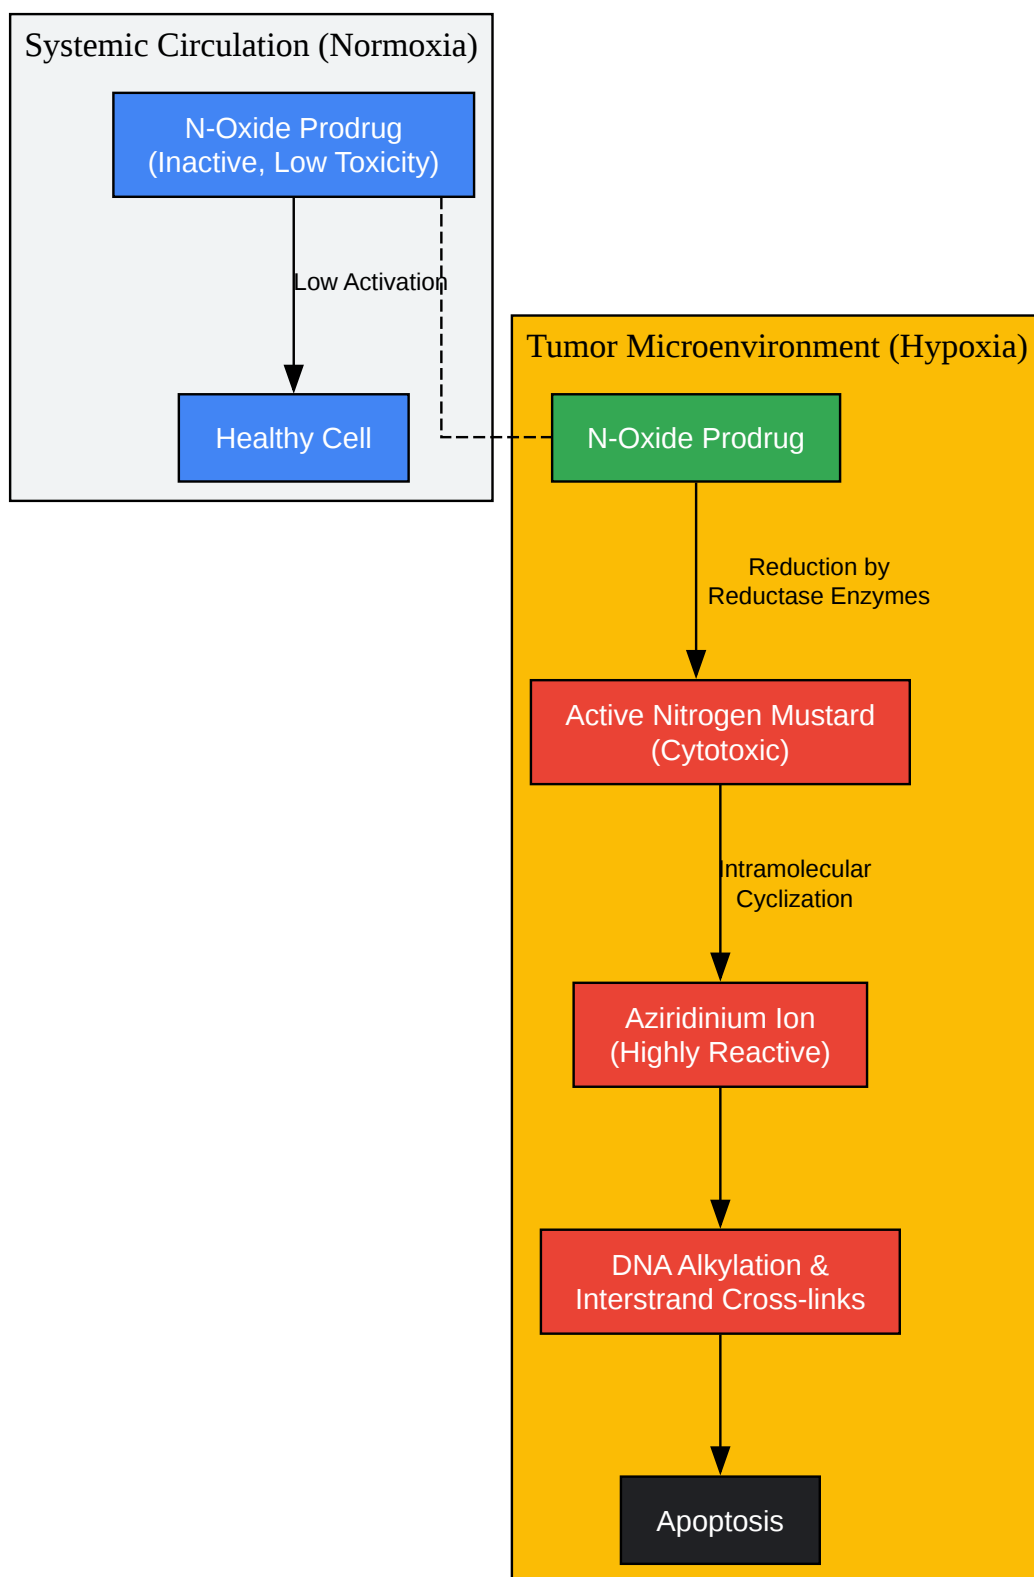 Systemic Circulation (Normoxia)
N-Oxide Prodrug
(Inactive, Low Toxicity)
Low Activation
Healthy Cell
Tumor Microenvironment (Hypoxia)
N-Oxide Prodrug
Reduction by
Reductase Enzymes
Active Nitrogen Mustard
(Cytotoxic)
Intramolecular
Cyclization
Aziridinium Ion
(Highly Reactive)
DNA Alkylation &
Interstrand Cross-links
Apoptosis